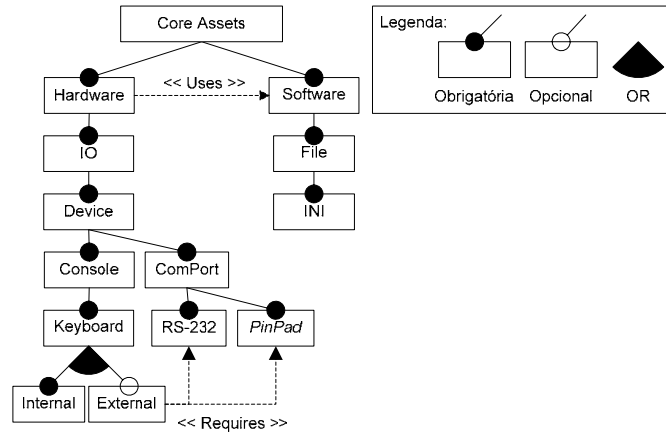 Core Assets
Legenda:
Obrigatória Opcional OR
Hardware << Uses >> Software
IO File
Device INI
Console ComPort
Keyboard RS-232 PinPad
Internal External
<< Requires >>